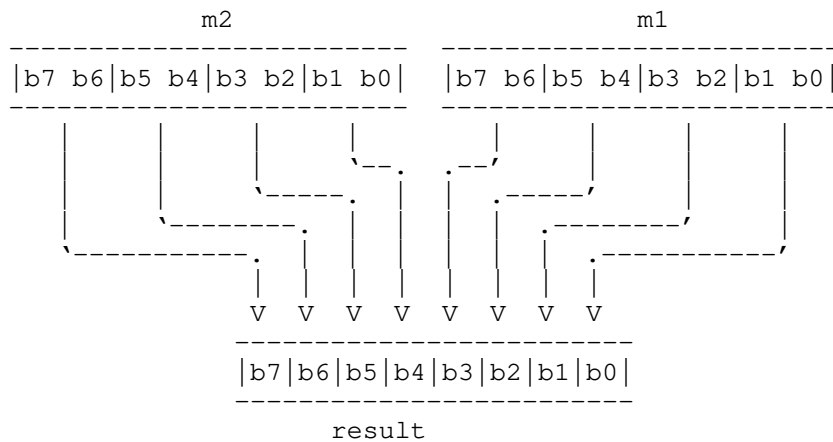 m2 m1
|b7 b6|b5 b4|b3 b2|b1 b0| |b7 b6|b5 b4|b3 b2|b1 b0|
V V V V V V V V
|b7|b6|b5|b4|b3|b2|b1|b0|
result